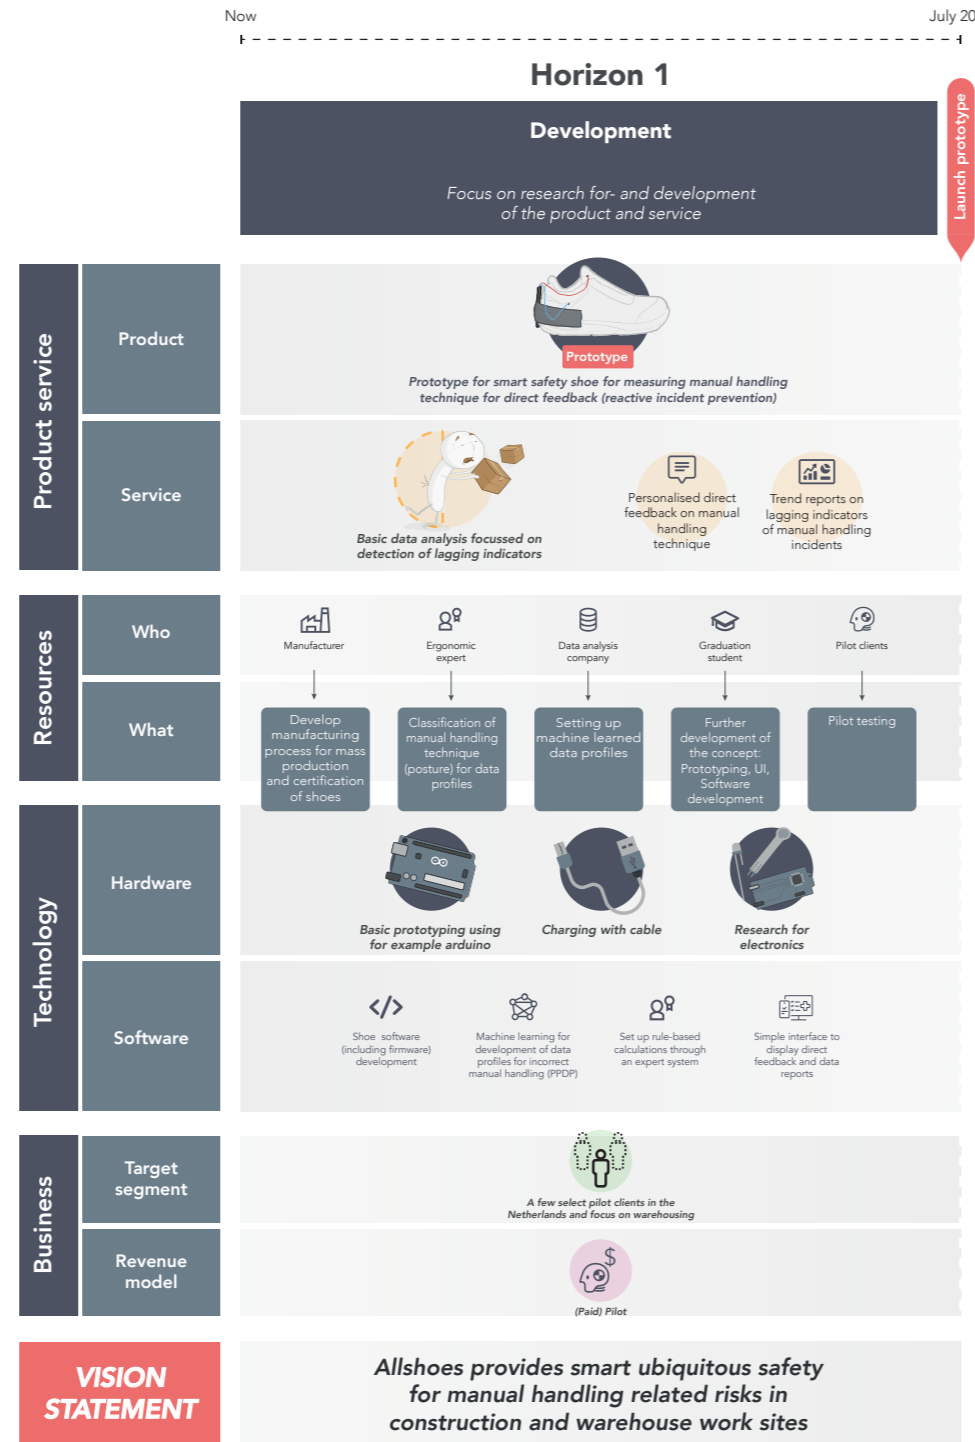 Now
July 20
Horizon 1
Development
Focus on research for- and development
of the product and service
Launch prototype
Product service
Product
Prototype
Prototype for smart safety shoe for measuring manual handling
technique for direct feedback (reactive incident prevention)
Service
Basic data analysis focussed on
detection of lagging indicators
Personalised direct
feedback on manual
handling
technique
Trend reports on
lagging indicators
of manual handling
incidents
Resources
Who
Manufacturer
Ergonomic
expert
Data analysis
company
Graduation
student
Pilot clients
What
Develop
manufacturing
process for mass
production
and certification
of shoes
Classification of
manual handling
technique
(posture) for data
profiles
Setting up
machine learned
data profiles
Further
development of
the concept:
Prototyping, UI,
Software
development
Pilot testing
Technology
Hardware
Basic prototyping using
for example arduino
Charging with cable
Research for
electronics
Software
</>
Shoe software
(including firmware)
development
Machine learning for
development of data
profiles for incorrect
manual handling (PPDP)
Set up rule-based
calculations through
an expert system
Simple interface to
display direct
feedback and data
reports
Business
Target
segment
A few select pilot clients in the
Netherlands and focus on warehousing
Revenue
model
$
(Paid) Pilot
VISION
STATEMENT
Allshoes provides smart ubiquitous safety
for manual handling related risks in
construction and warehouse work sites